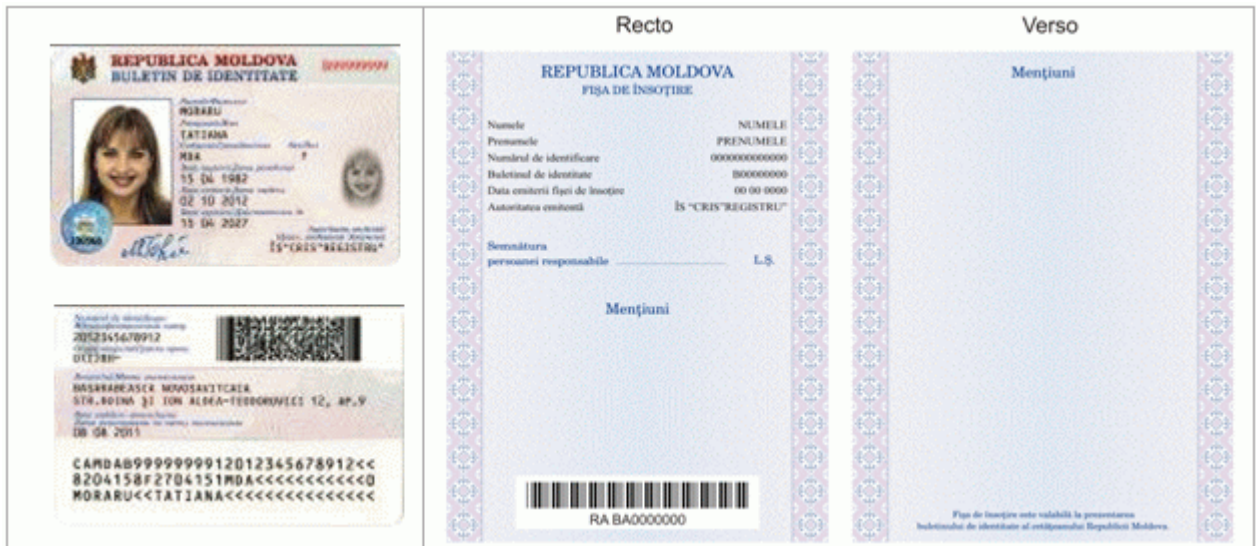 Recto
Verso
REPUBLICA MOLDOVA
BULETIN DE IDENTITATE
B99999999
MORARU
TATIANA
MDA F
15 04 1982
02 10 2012
15 04 2027
ÎS"CRIS"REGISTRU"
2052345678912
BASARABEASCA NOVOSAVITCAIA
STR.DOINA ŞI ION ALDEA-TEODOROVICI 12, AP.9
08 08 2011
CAMDAB9999999912012345678912<<
8204158F2704151MDA<<<<<<<<<<<0
MORARU<<TATIANA<<<<<<<<<<<<<<<
REPUBLICA MOLDOVA
FIŞA DE ÎNSOŢIRE
Numele NUMELE
Prenumele PRENUMELE
Numărul de identificare 0000000000000
Buletinul de identitate B00000000
Data emiterii fişei de însoţire 00 00 0000
Autoritatea emitentă ÎS "CRIS"REGISTRU"
Semnătura
persoanei responsabile L.Ş.
Menţiuni
RA BA0000000
Menţiuni
Fişa de însoţire este valabilă la prezentarea
buletinului de identitate al cetăţeanului Republicii Moldova.